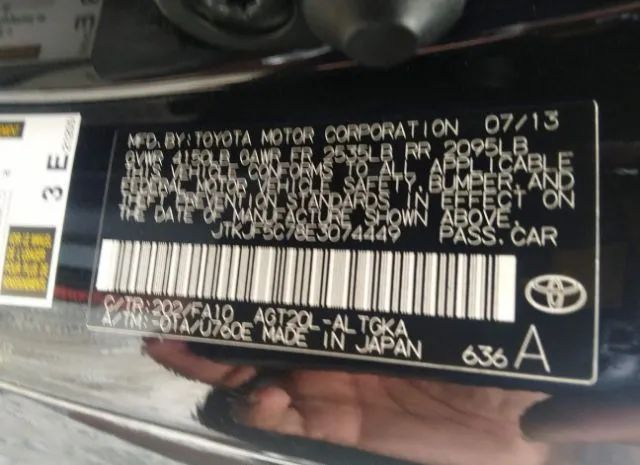 MFD.BY:TOYOTA MOTOR CORPORATION 07/13
GVWR 4150LB GAWR FR 2535LB RR 2095LB
THIS VEHICLE CONFORMS TO ALL APPLICABLE
FEDERAL MOTOR VEHICLE SAFETY, BUMPER, AND
THEFT PREVENTION STANDARDS IN EFFECT ON
THE DATE OF MANUFACTURE SHOWN ABOVE.
JTKJF5C78E3074449 PASS.CAR
C/TR:202/FA10 AGT20L-ALTGKA
A/TM:-01A/U760E MADE IN JAPAN
636 A
3 E